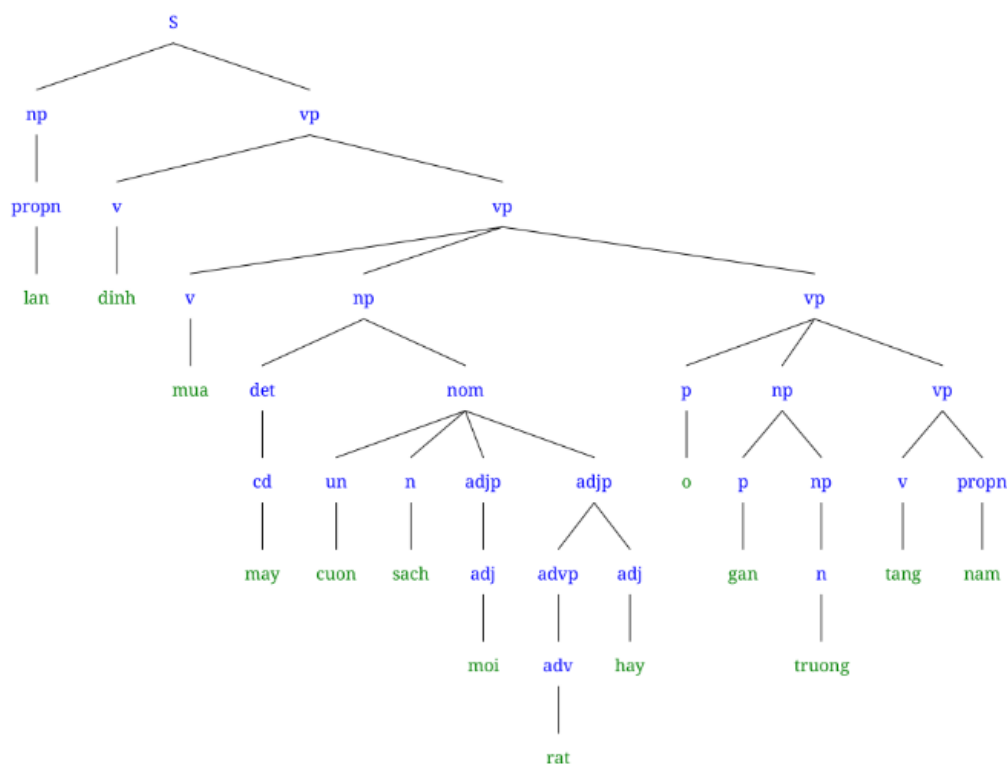 S
np vp
propn v vp
lan dinh v np vp
mua det nom p np vp
cd un n adjp adjp o p np v propn
may cuon sach adj advp adj gan n tang nam
moi adv hay truong
rat